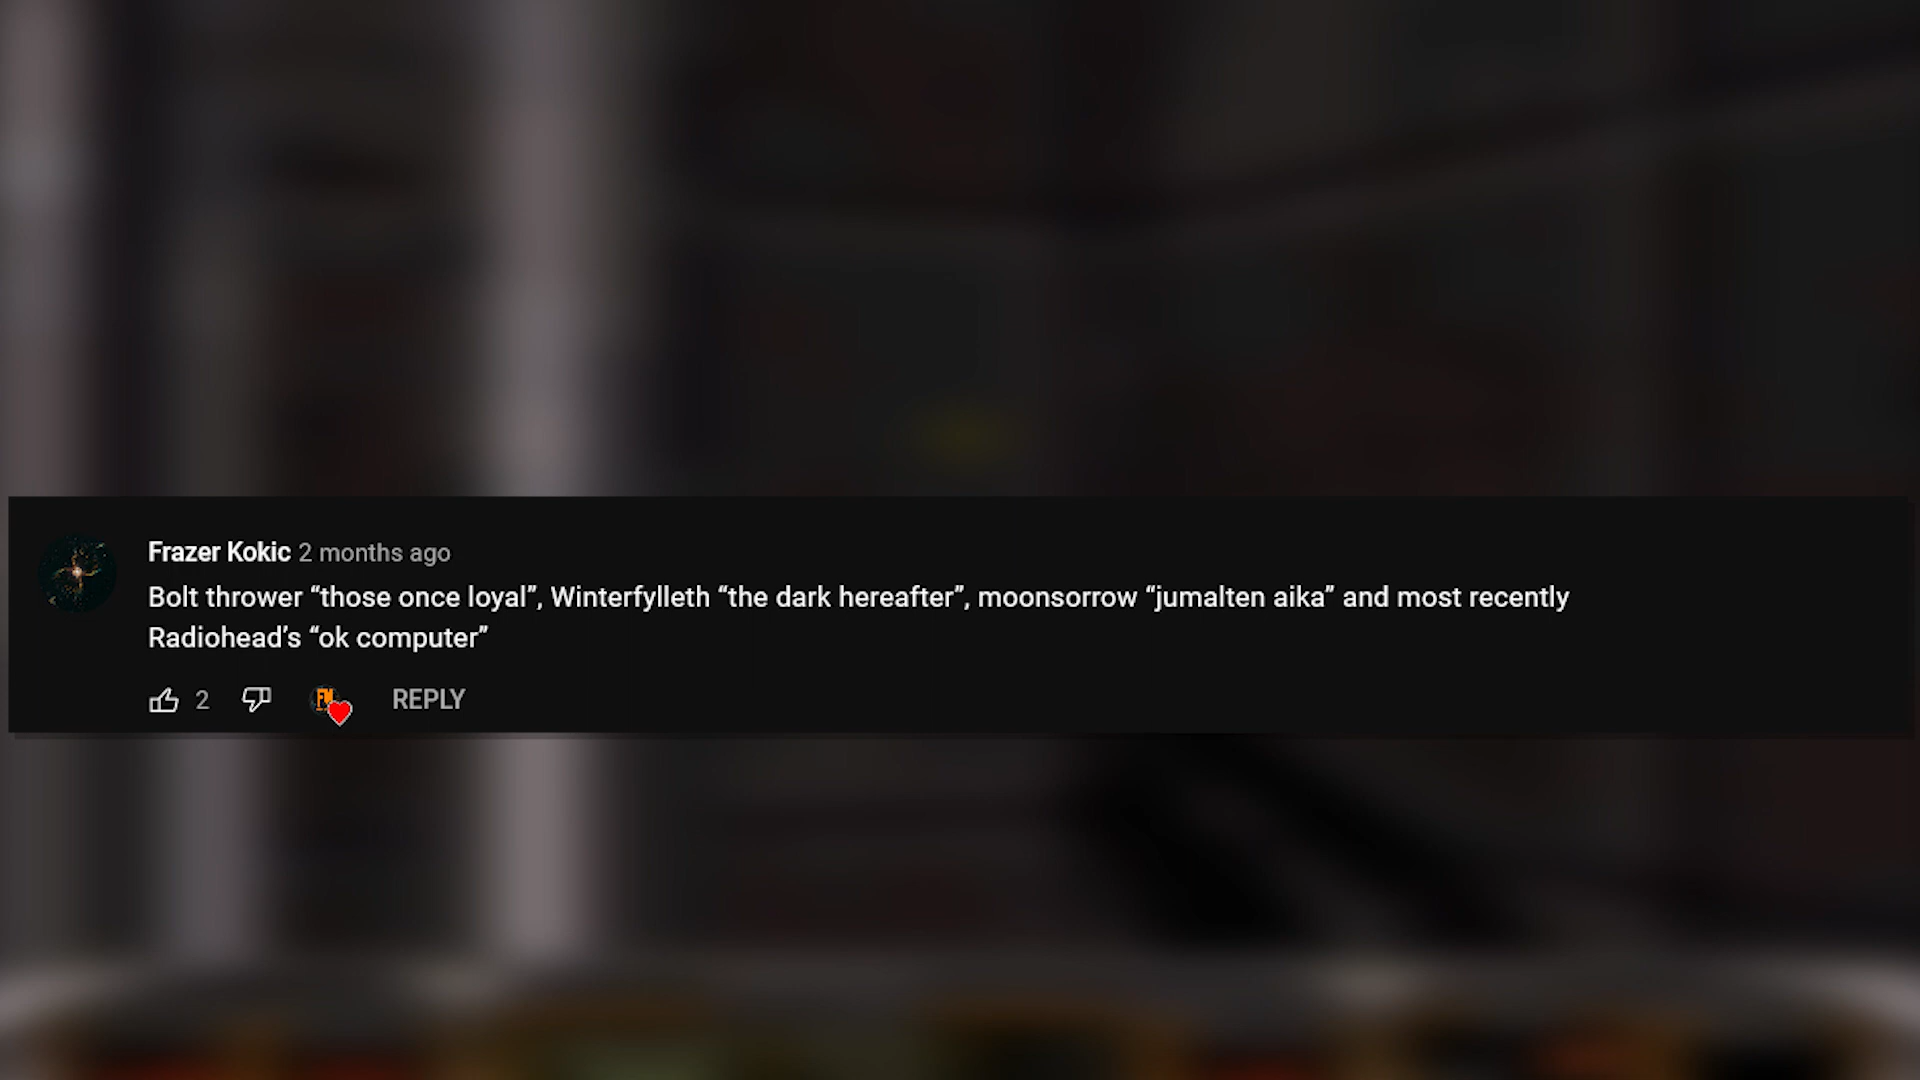 Frazer Kokic 2 months ago
Bolt thrower “those once loyal”, Winterfylleth “the dark hereafter”, moonsorrow “jumalten aika” and most recently
Radiohead’s “ok computer”
2 REPLY